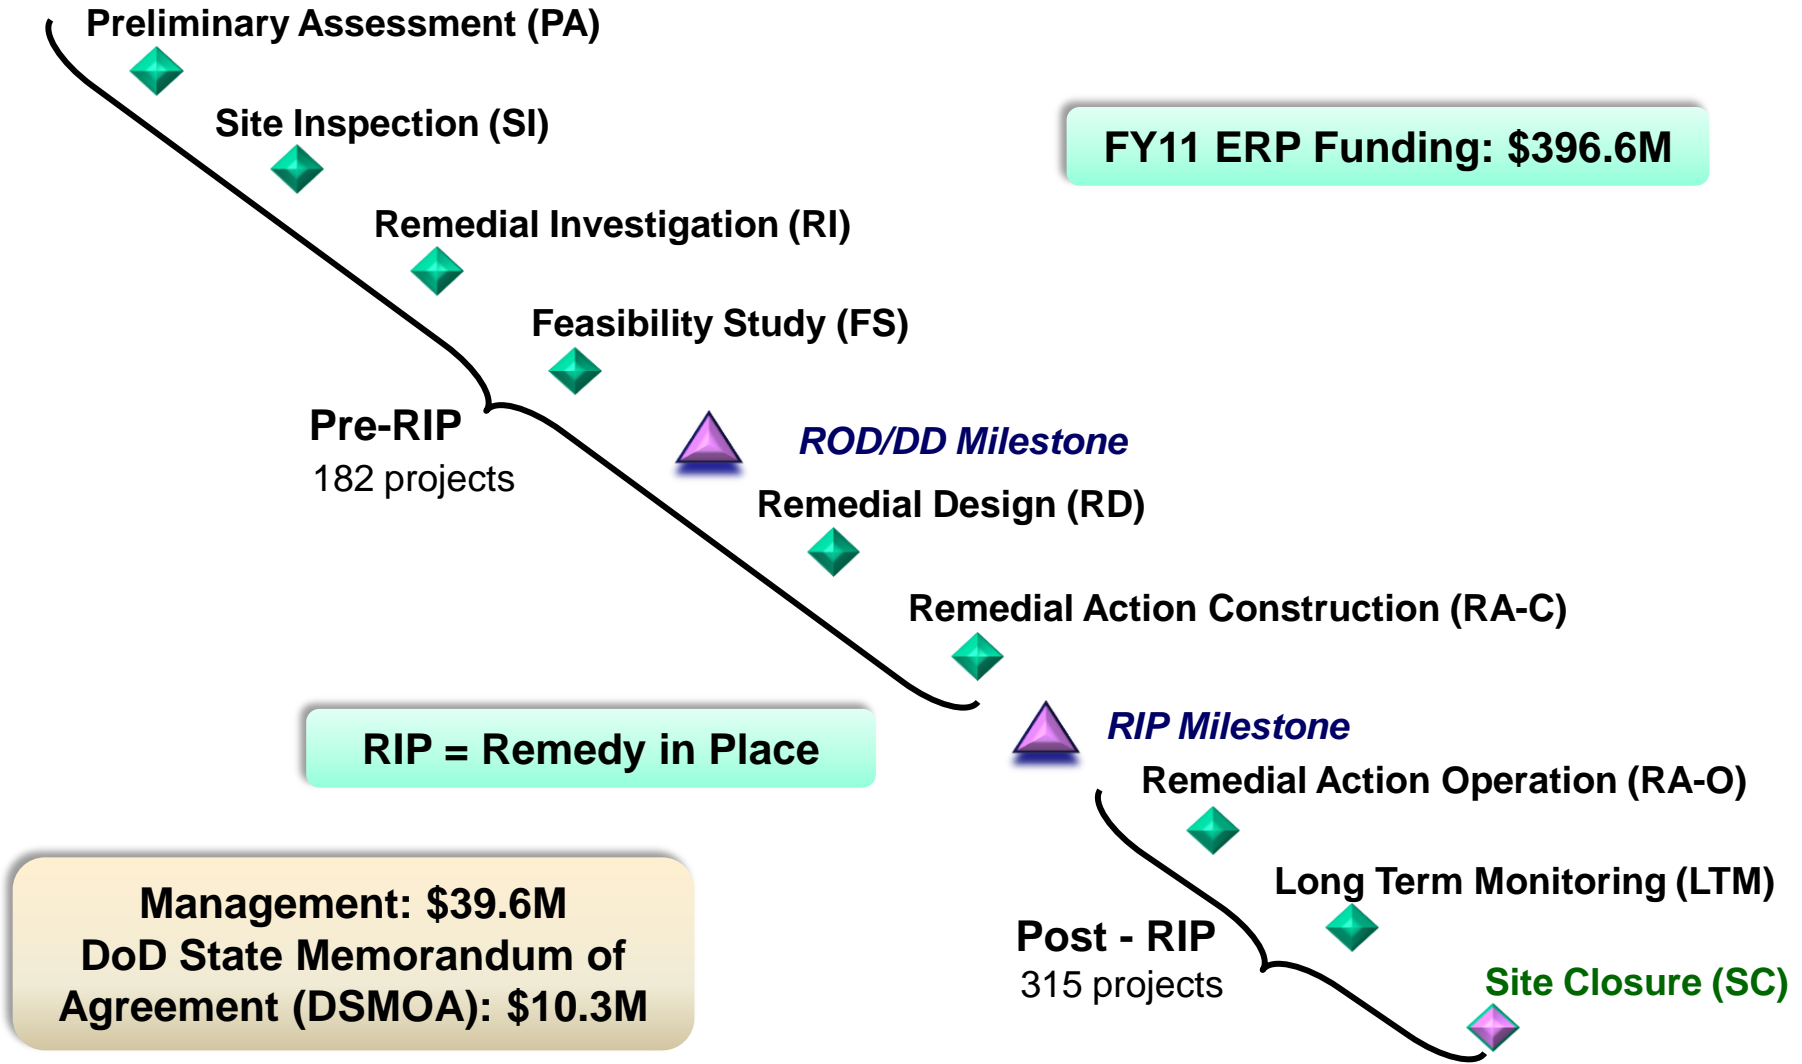 Preliminary Assessment (PA)
Site Inspection (SI)
FY11 ERP Funding: $396.6M
Remedial Investigation (RI)
Feasibility Study (FS)
Pre-RIP
182 projects
ROD/DD Milestone
Remedial Design (RD)
Remedial Action Construction (RA-C)
RIP = Remedy in Place
RIP Milestone
Remedial Action Operation (RA-O)
Management: $39.6M
DoD State Memorandum of
Agreement (DSMOA): $10.3M
Long Term Monitoring (LTM)
Post - RIP
315 projects
Site Closure (SC)